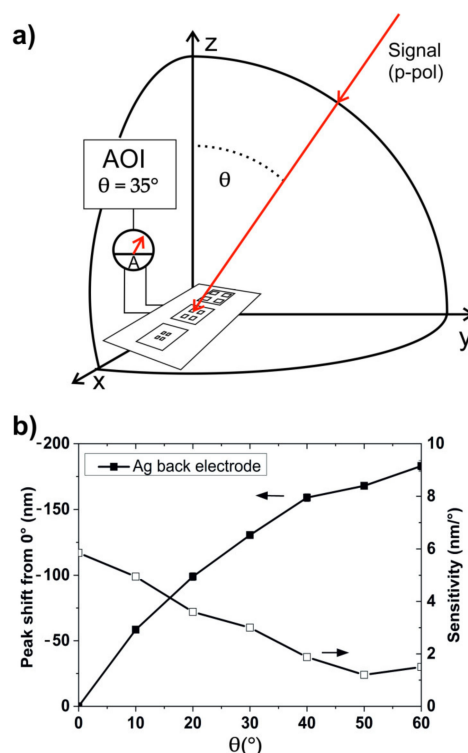 a)
z
Signal
(p-pol)
AOI
θ = 35°
θ
A
y
x
b)
-200
-150
-100
-50
0
Peak shift from 0° (nm)
Ag back electrode
10
8
6
4
2
0
Sensitivity (nm/°)
0 10 20 30 40 50 60
θ(°)